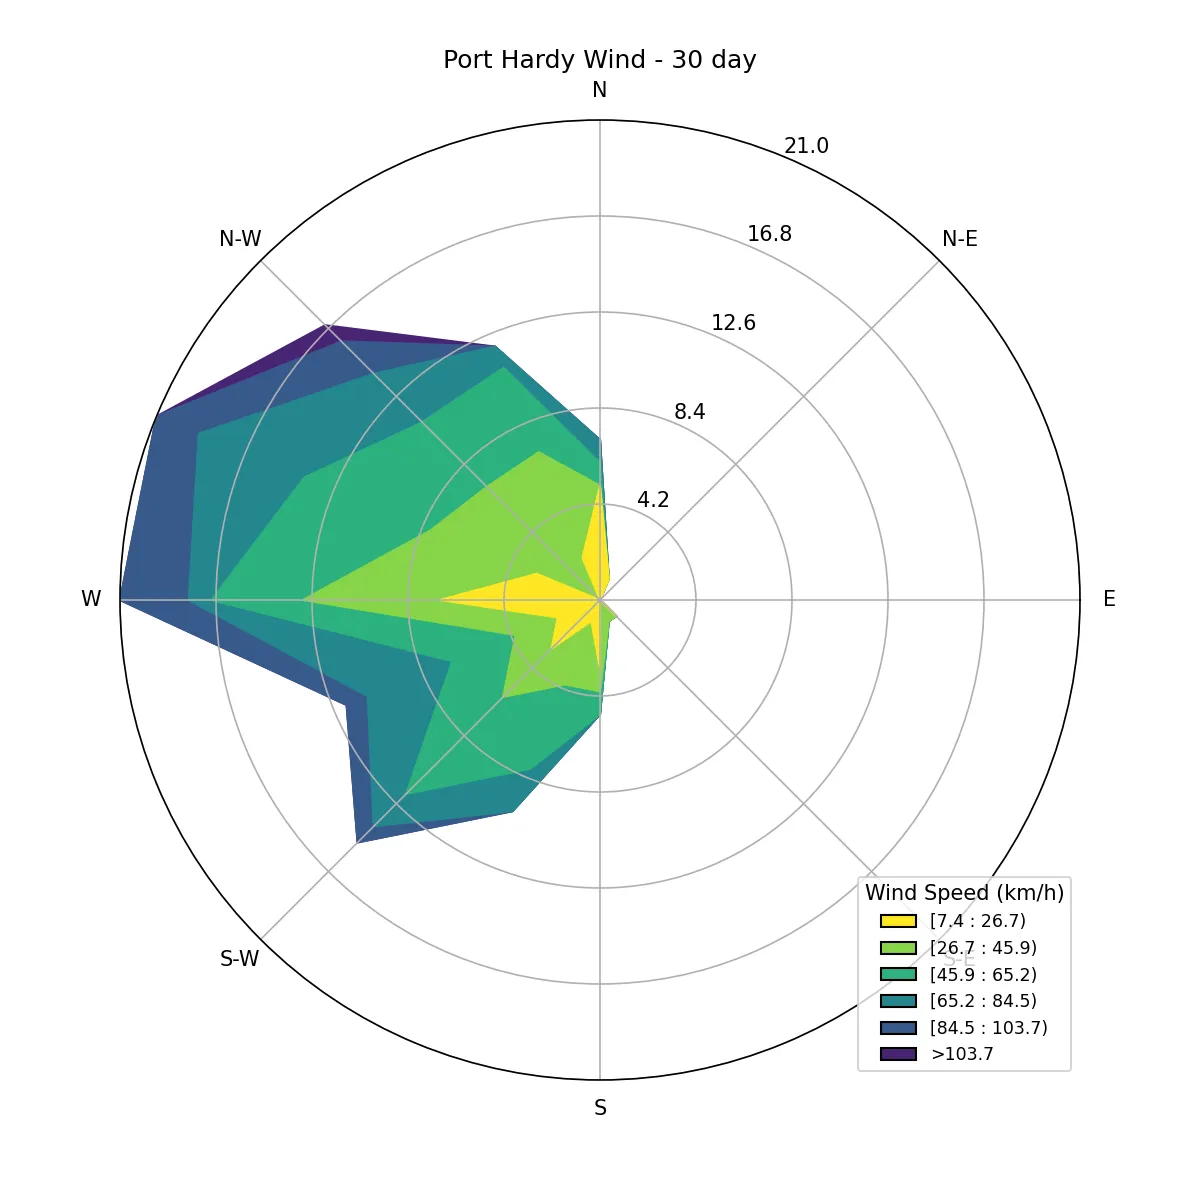 Port Hardy Wind - 30 day
N
21.0
16.8
N-W
N-E
12.6
8.4
4.2
W
E
S-W
S-E
S
Wind Speed (km/h)
[7.4 : 26.7)
[26.7 : 45.9)
[45.9 : 65.2)
[65.2 : 84.5)
[84.5 : 103.7)
>103.7